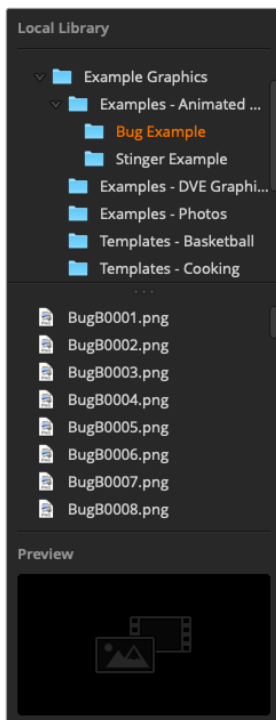 Local Library
Example Graphics
Examples - Animated ...
Bug Example
Stinger Example
Examples - DVE Graphi...
Examples - Photos
Templates - Basketball
Templates - Cooking
BugB0001.png
BugB0002.png
BugB0003.png
BugB0004.png
BugB0005.png
BugB0006.png
BugB0007.png
BugB0008.png
Preview